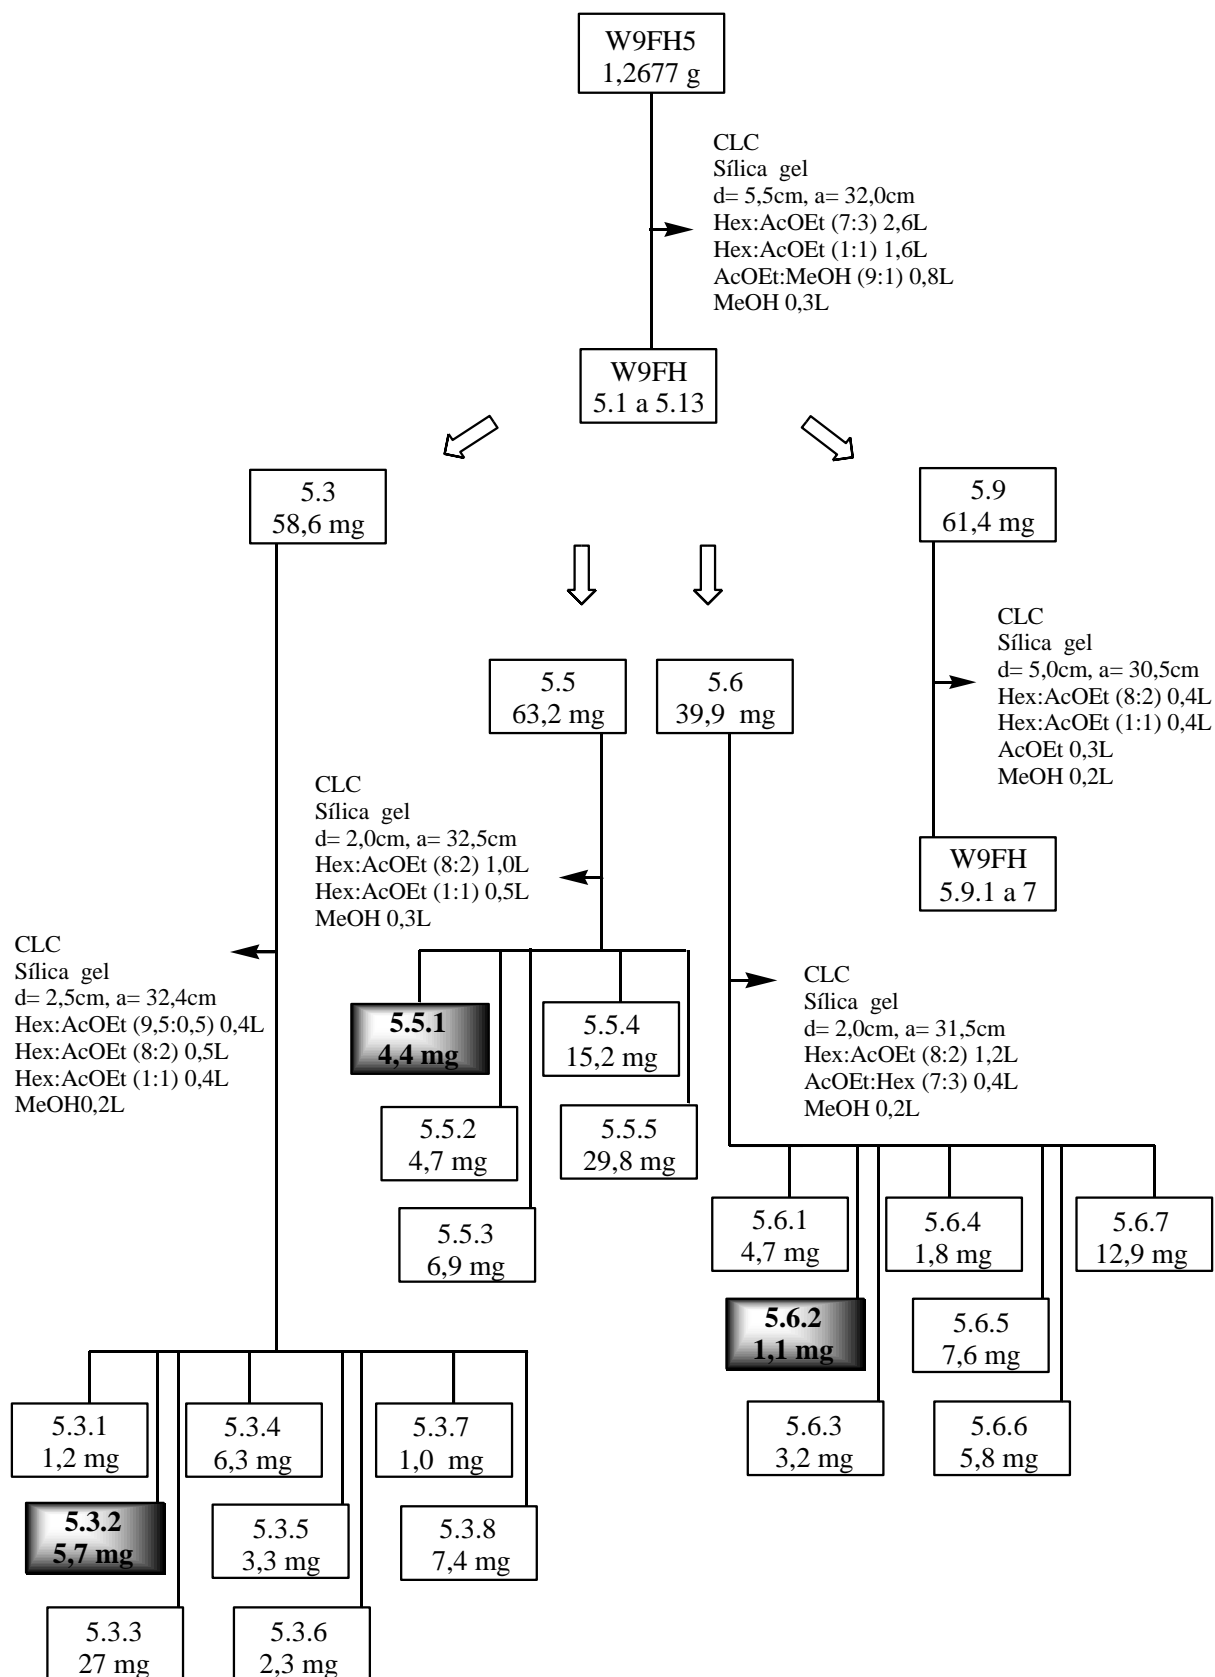 W9FH5
1,2677 g
CLC
Sílica gel
d= 5,5cm, a= 32,0cm
Hex:AcOEt (7:3) 2,6L
Hex:AcOEt (1:1) 1,6L
AcOEt:MeOH (9:1) 0,8L
MeOH 0,3L
W9FH
5.1 a 5.13
5.3
58,6 mg
5.9
61,4 mg
CLC
Sílica gel
d= 5,0cm, a= 30,5cm
Hex:AcOEt (8:2) 0,4L
Hex:AcOEt (1:1) 0,4L
AcOEt 0,3L
MeOH 0,2L
5.5
63,2 mg
5.6
39,9 mg
CLC
Sílica gel
d= 2,0cm, a= 32,5cm
Hex:AcOEt (8:2) 1,0L
Hex:AcOEt (1:1) 0,5L
MeOH 0,3L
W9FH
5.9.1 a 7
CLC
Sílica gel
d= 2,5cm, a= 32,4cm
Hex:AcOEt (9,5:0,5) 0,4L
Hex:AcOEt (8:2) 0,5L
Hex:AcOEt (1:1) 0,4L
MeOH0,2L
CLC
Sílica gel
d= 2,0cm, a= 31,5cm
Hex:AcOEt (8:2) 1,2L
AcOEt:Hex (7:3) 0,4L
MeOH 0,2L
5.5.1
4,4 mg
5.5.4
15,2 mg
5.5.2
4,7 mg
5.5.5
29,8 mg
5.5.3
6,9 mg
5.6.1
4,7 mg
5.6.4
1,8 mg
5.6.7
12,9 mg
5.6.2
1,1 mg
5.6.5
7,6 mg
5.6.3
3,2 mg
5.6.6
5,8 mg
5.3.1
1,2 mg
5.3.4
6,3 mg
5.3.7
1,0 mg
5.3.2
5,7 mg
5.3.5
3,3 mg
5.3.8
7,4 mg
5.3.3
27 mg
5.3.6
2,3 mg